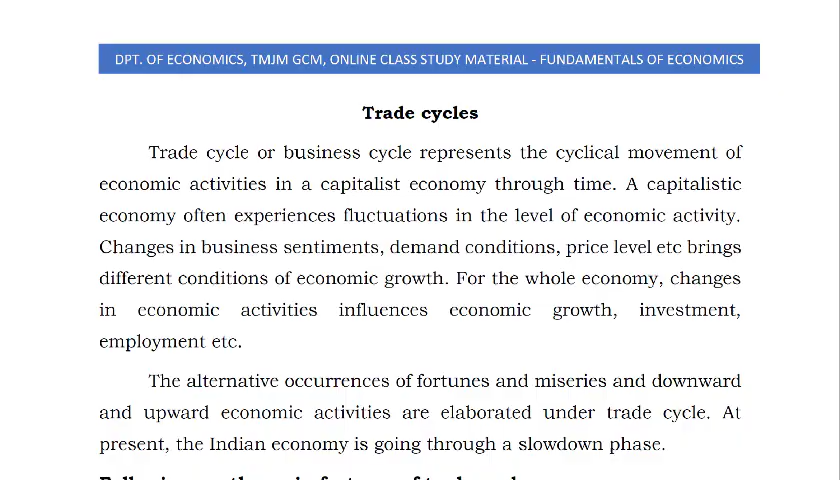 DPT. OF ECONOMICS, TMJM GCM, ONLINE CLASS STUDY MATERIAL - FUNDAMENTALS OF ECONOMICS
Trade cycles
Trade cycle or business cycle represents the cyclical movement of
economic activities in a capitalist economy through time. A capitalistic
economy often experiences fluctuations in the level of economic activity.
Changes in business sentiments, demand conditions, price level etc brings
different conditions of economic growth. For the whole economy, changes
in economic activities influences economic growth, investment,
employment etc.
The alternative occurrences of fortunes and miseries and downward
and upward economic activities are elaborated under trade cycle. At
present, the Indian economy is going through a slowdown phase.